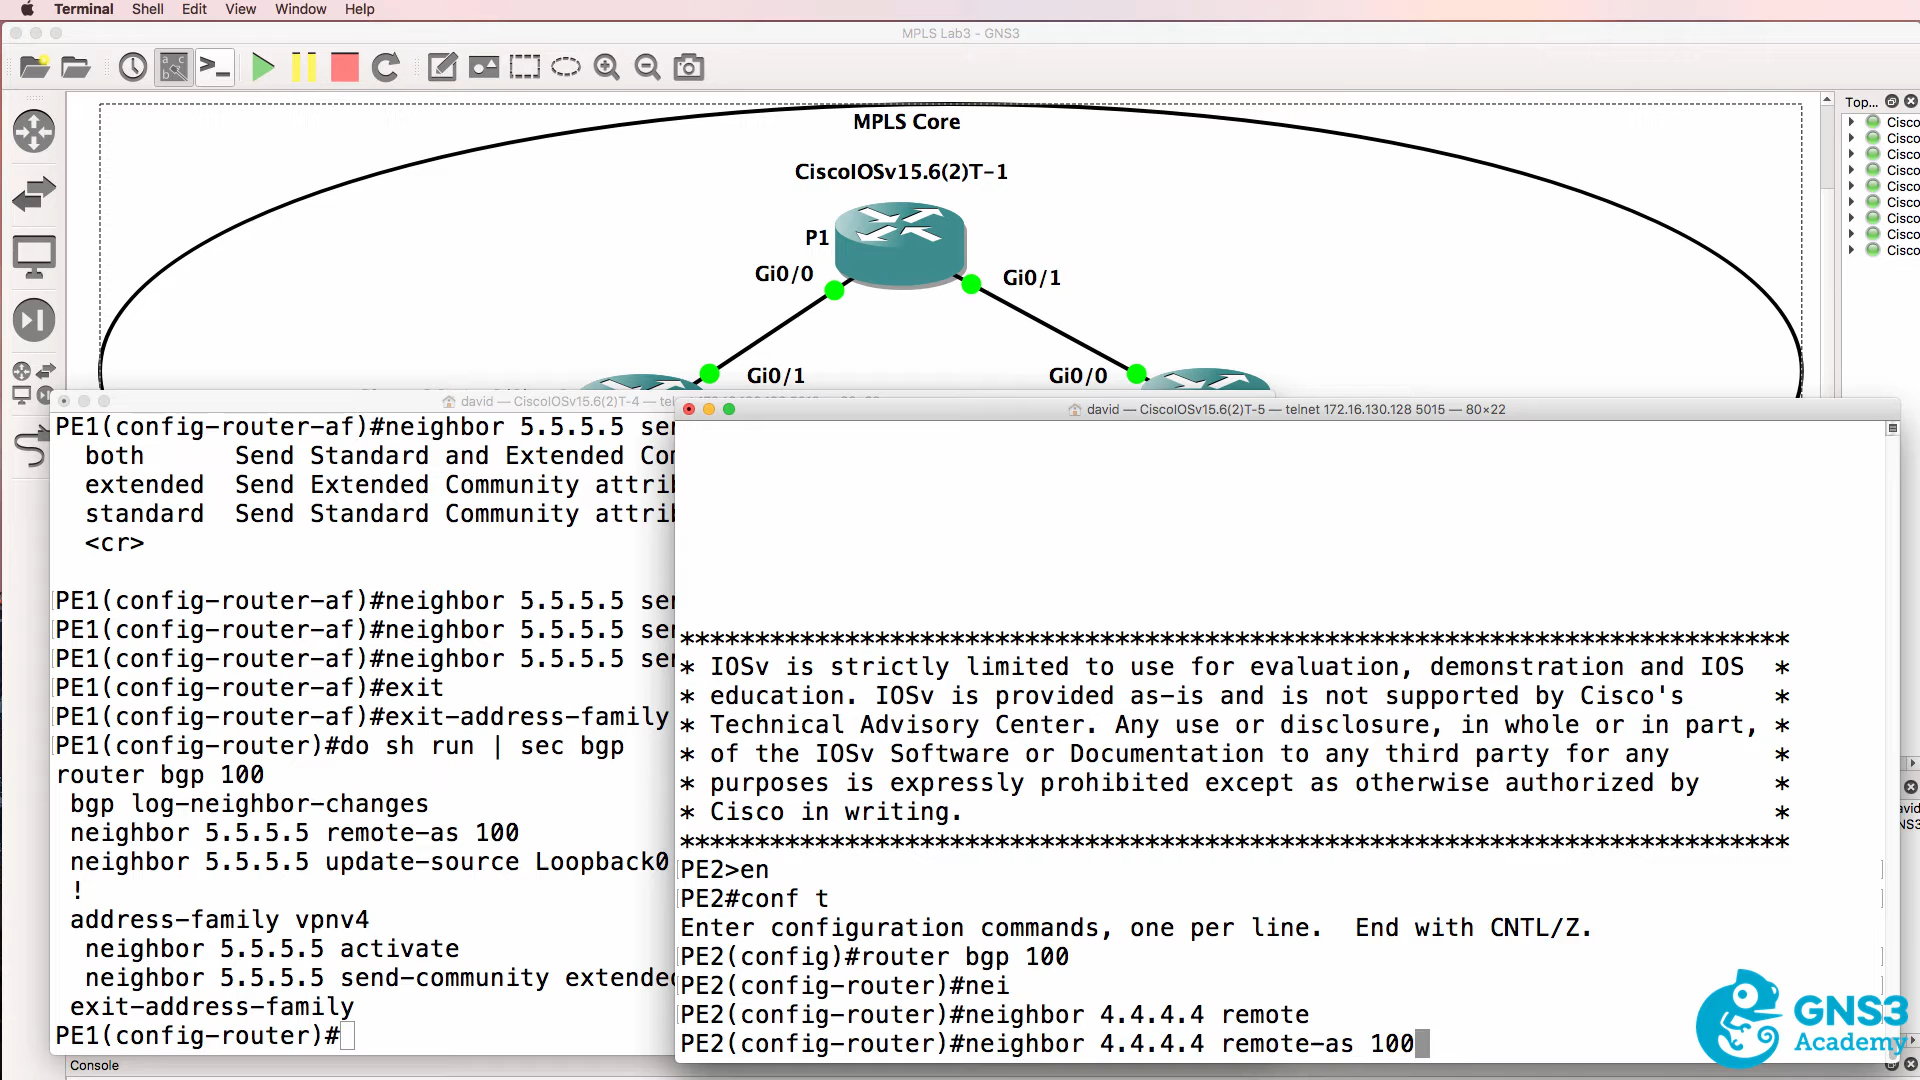 Terminal Shell Edit View Window Help
MPLS Lab3 - GNS3
MPLS Core
CiscoIOSv15.6(2)T-1
P1
Gi0/0
Gi0/1
Gi0/1
Gi0/0
Top...
Cisco
Cisco
Cisco
Cisco
Cisco
Cisco
Cisco
Cisco
Cisco
david — CiscoIOSv15.6(2)T-4 — tel
PE1(config-router-af)#neighbor 5.5.5.5 se
both Send Standard and Extended Co
extended Send Extended Community attri
standard Send Standard Community attri
<cr>
PE1(config-router-af)#neighbor 5.5.5.5 se
PE1(config-router-af)#neighbor 5.5.5.5 se
PE1(config-router-af)#neighbor 5.5.5.5 se
PE1(config-router-af)#exit
PE1(config-router-af)#exit-address-family
PE1(config-router)#do sh run | sec bgp
router bgp 100
bgp log-neighbor-changes
neighbor 5.5.5.5 remote-as 100
neighbor 5.5.5.5 update-source Loopback0
!
address-family vpnv4
neighbor 5.5.5.5 activate
neighbor 5.5.5.5 send-community extended
exit-address-family
PE1(config-router)#
david — CiscoIOSv15.6(2)T-5 — telnet 172.16.130.128 5015 — 80×22
********************************************************************************
* IOSv is strictly limited to use for evaluation, demonstration and IOS *
* education. IOSv is provided as-is and is not supported by Cisco's *
* Technical Advisory Center. Any use or disclosure, in whole or in part, *
* of the IOSv Software or Documentation to any third party for any *
* purposes is expressly prohibited except as otherwise authorized by *
* Cisco in writing. *
********************************************************************************
PE2>en
PE2#conf t
Enter configuration commands, one per line. End with CNTL/Z.
PE2(config)#router bgp 100
PE2(config-router)#nei
PE2(config-router)#neighbor 4.4.4.4 remote
PE2(config-router)#neighbor 4.4.4.4 remote-as 100
Console
GNS3
Academy